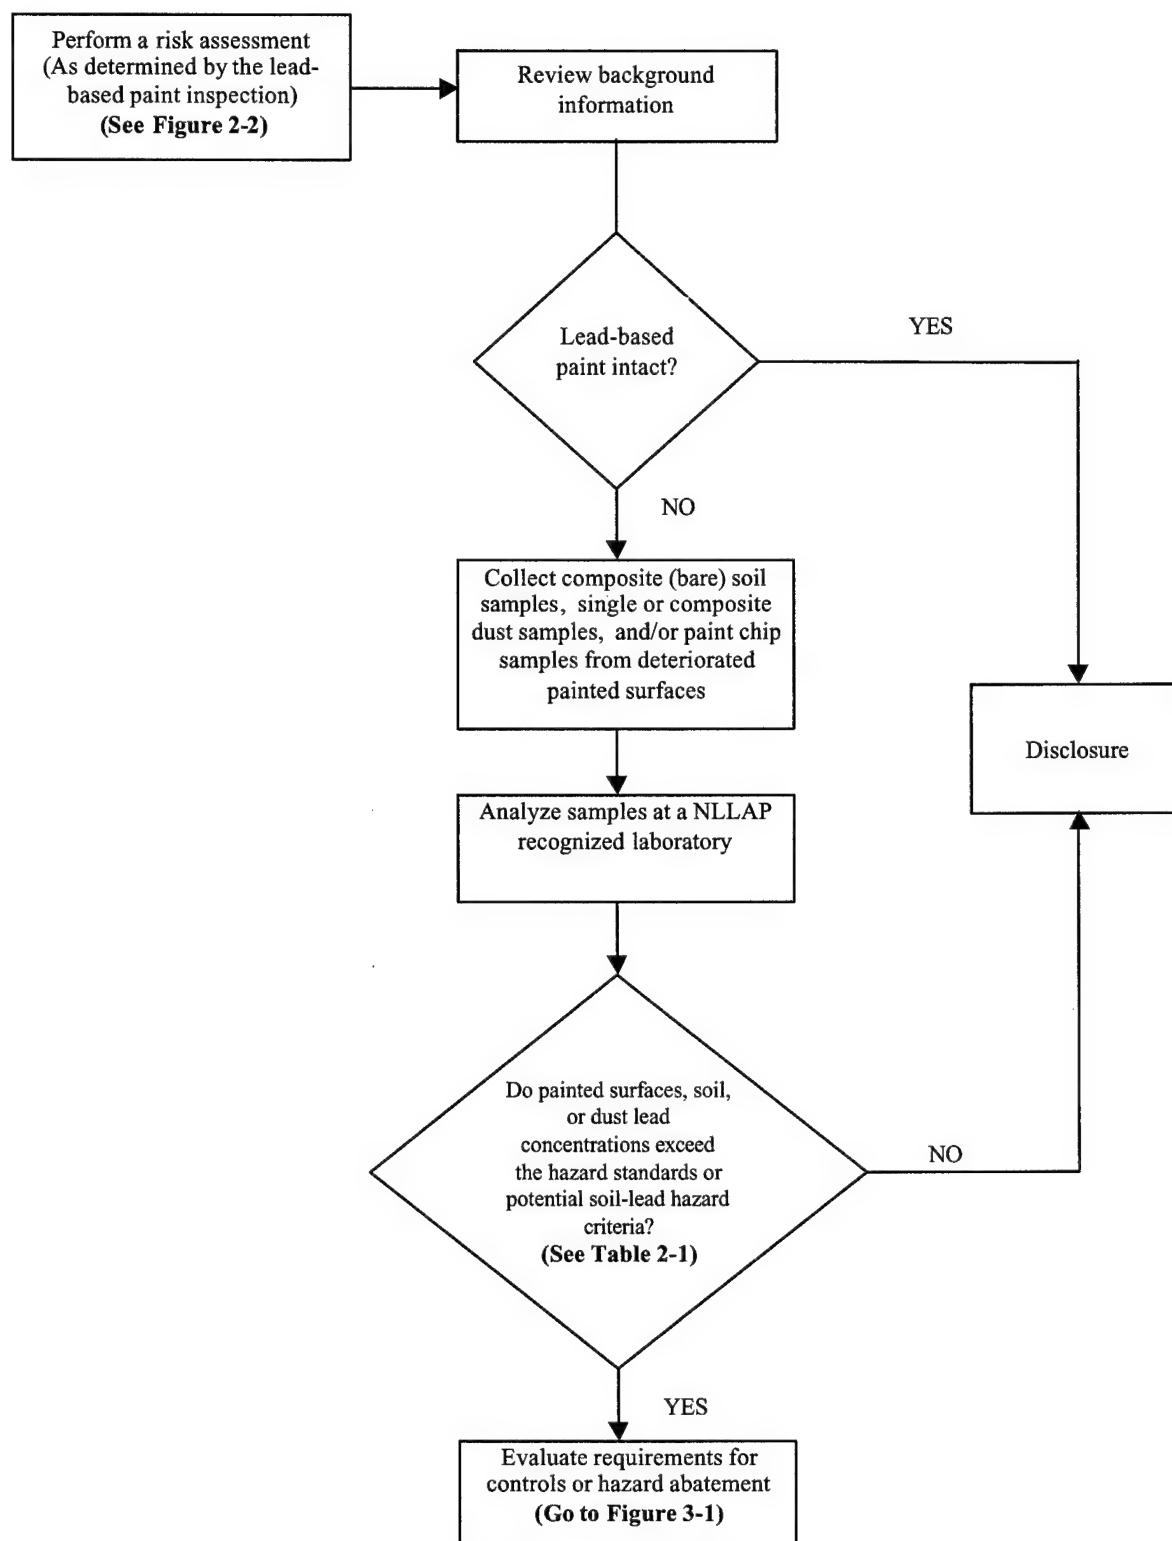 Perform a risk assessment
(As determined by the lead-
based paint inspection)
(See Figure 2-2)
Review background
information
Lead-based
paint intact?
YES
NO
Collect composite (bare) soil
samples, single or composite
dust samples, and/or paint chip
samples from deteriorated
painted surfaces
Disclosure
Analyze samples at a NLLAP
recognized laboratory
Do painted surfaces, soil,
or dust lead
concentrations exceed
the hazard standards or
potential soil-lead hazard
criteria?
(See Table 2-1)
NO
YES
Evaluate requirements for
controls or hazard abatement
(Go to Figure 3-1)